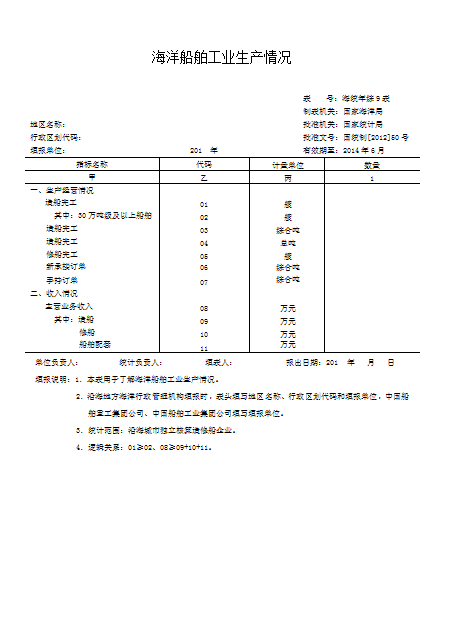 海洋船舶工业生产情况
表 号：海统年综9表
制表机关：国家海洋局
地区名称： 批准机关：国家统计局
行政区划代码： 批准文号：国统制[2012]50号
填报单位： 201 年 有效期至：2014年6月
指标名称 代码 计量单位 数量
甲 乙 丙 1
一、生产经营情况
造船完工 01 艘
其中：30万吨级及以上船舶 02 艘
造船完工 03 综合吨
造船完工 04 总吨
修船完工 05 艘
新承接订单 06 综合吨
手持订单 07 综合吨
二、收入情况
主营业务收入 08 万元
其中：造船 09 万元
修船 10 万元
船舶配套 11 万元
单位负责人： 统计负责人： 填表人： 报出日期：201 年 月 日
填报说明：1．本表用于了解海洋船舶工业生产情况。
2．沿海地方海洋行政管理机构填报时，表头填写地区名称、行政区划代码和填报单位，中国船
舶重工集团公司、中国船舶工业集团公司填写填报单位。
3．统计范围：沿海城市独立核算造修船企业。
4．逻辑关系：01≥02、08≥09+10+11。